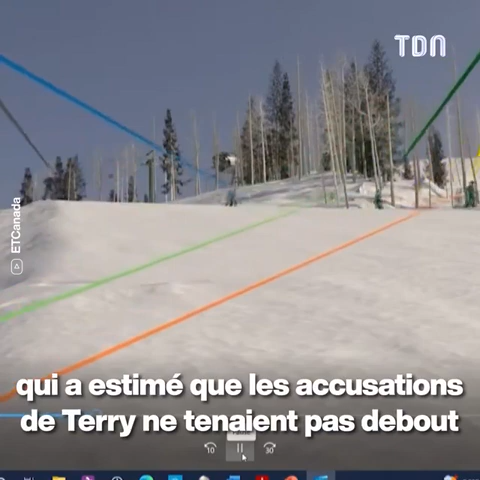 TDN
ETCanada
qui a estimé que les accusations
de Terry ne tenaient pas debout
10
30